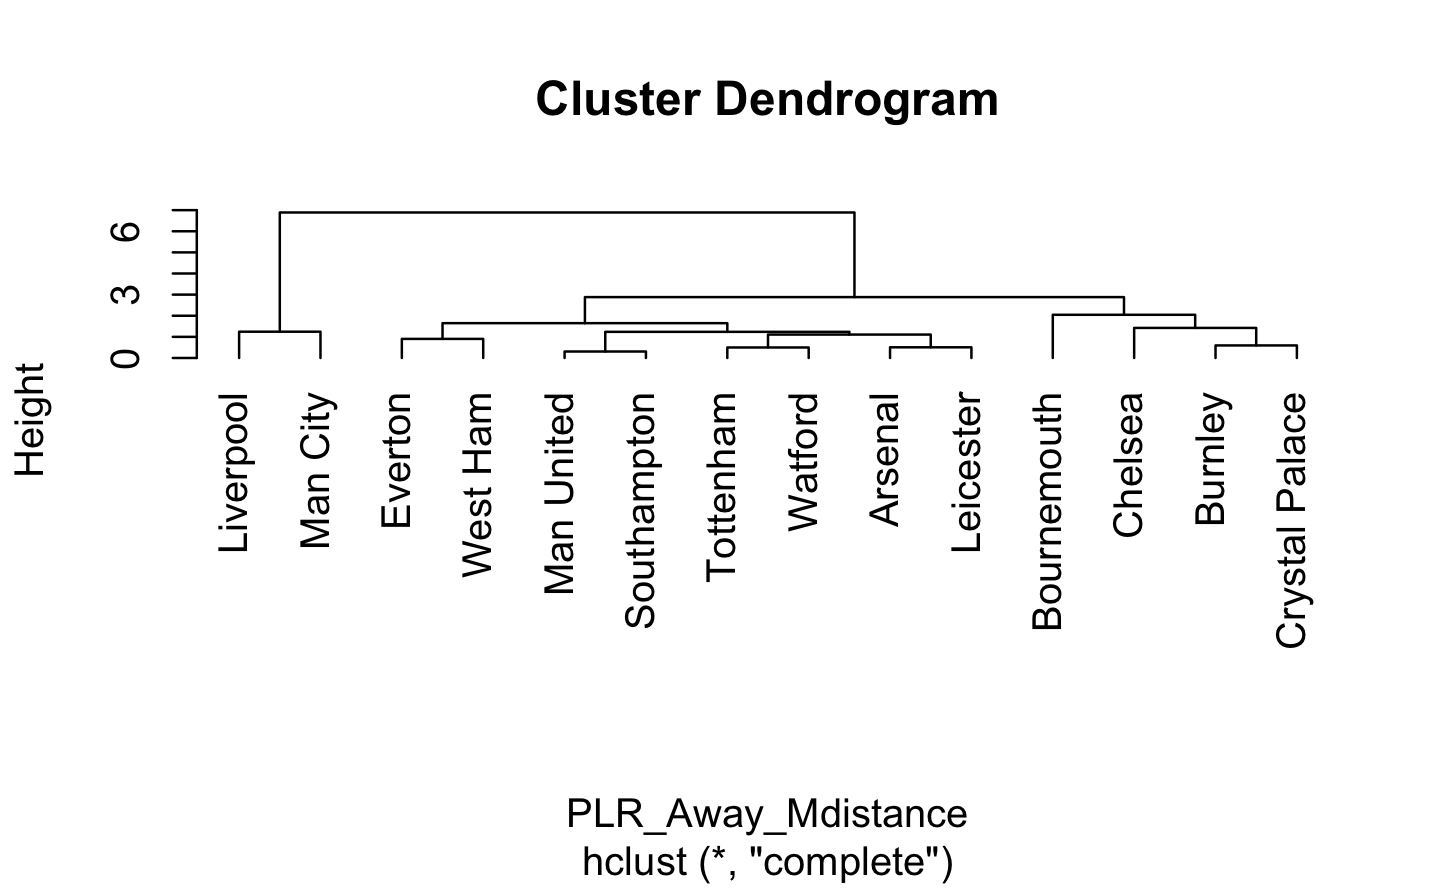 Cluster Dendrogram
Height
6
3
0
Liverpool
Man City
Everton
West Ham
Man United
Southampton
Tottenham
Watford
Arsenal
Leicester
Bournemouth
Chelsea
Burnley
Crystal Palace
PLR_Away_Mdistance
hclust (*, "complete")